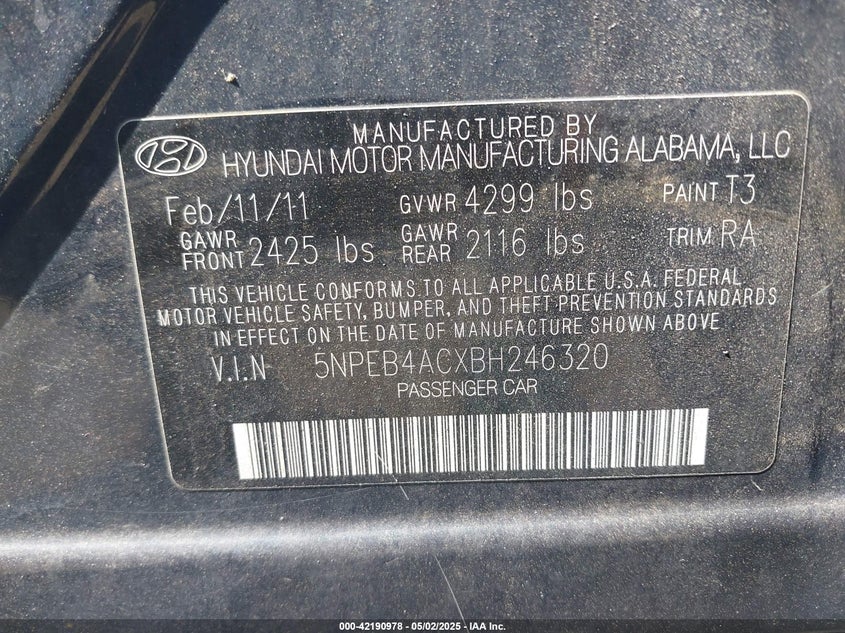 MANUFACTURED BY
HYUNDAI MOTOR MANUFACTURING ALABAMA, LLC
Feb/11/11 GVWR 4299 lbs PAINT T3
GAWR FRONT 2425 lbs GAWR REAR 2116 lbs TRIM RA
THIS VEHICLE CONFORMS TO ALL APPLICABLE U.S.A. FEDERAL
MOTOR VEHICLE SAFETY, BUMPER, AND THEFT PREVENTION STANDARDS
IN EFFECT ON THE DATE OF MANUFACTURE SHOWN ABOVE
V.I.N 5NPEB4ACXBH246320
PASSENGER CAR
000-42190978 - 05/02/2025 - IAA Inc.